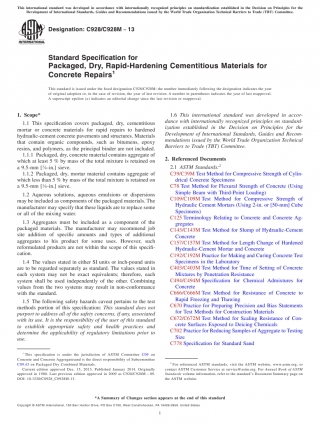 This international standard was developed in accordance with internationally recognized principles on standardization established in the Decision on Principles for the
Development of International Standards, Guides and Recommendations issued by the World Trade Organization Technical Barriers to Trade (TBT) Committee.
Designation: C928/C928M – 13
INTERNATIONAL
Standard Specification for
Packaged, Dry, Rapid-Hardening Cementitious Materials for
Concrete Repairs1
This standard is issued under the fixed designation C928/C928M; the number immediately following the designation indicates the year
of original adoption or, in the case of revision, the year of last revision. A number in parentheses indicates the year of last reapproval.
A superscript epsilon (ε) indicates an editorial change since the last revision or reapproval.
1. Scope*
1.1 This specification covers packaged, dry, cementitious
mortar or concrete materials for rapid repairs to hardened
hydraulic-cement concrete pavements and structures. Materials
that contain organic compounds, such as bitumens, epoxy
resins, and polymers, as the principal binder are not included.
1.1.1 Packaged, dry, concrete material contains aggregate of
which at least 5 % by mass of the total mixture is retained on
a 9.5-mm [3/8-in.] sieve.
1.1.2 Packaged, dry, mortar material contains aggregate of
which less than 5 % by mass of the total mixture is retained on
a 9.5-mm [3/8-in.] sieve.
1.2 Aqueous solutions, aqueous emulsions or dispersions
may be included as components of the packaged materials. The
manufacturer may specify that these liquids are to replace some
or all of the mixing water.
1.3 Aggregates must be included as a component of the
packaged materials. The manufacturer may recommend job
site addition of specific amounts and types of additional
aggregates to his product for some uses. However, such
reformulated products are not within the scope of this specifi-
cation.
1.4 The values stated in either SI units or inch-pound units
are to be regarded separately as standard. The values stated in
each system may not be exact equivalents; therefore, each
system shall be used independently of the other. Combining
values from the two systems may result in non-conformance
with the standard.
1.5 The following safety hazards caveat pertains to the test
methods portion of this specification: This standard does not
purport to address all of the safety concerns, if any, associated
with its use. It is the responsibility of the user of this standard
to establish appropriate safety and health practices and
determine the applicability of regulatory limitations prior to
use.
1 This specification is under the jurisdiction of ASTM Committee C09 on
Concrete and Concrete Aggregates and is the direct responsibility of Subcommittee
C09.43 on Packaged Dry Combined Materials.
Current edition approved Dec. 15, 2013. Published January 2014. Originally
approved in 1980. Last previous edition approved in 2009 as C928/C928M – 09.
DOI: 10.1520/C0928_C0928M-13.
1.6 This international standard was developed in accor-
dance with internationally recognized principles on standard-
ization established in the Decision on Principles for the
Development of International Standards, Guides and Recom-
mendations issued by the World Trade Organization Technical
Barriers to Trade (TBT) Committee.
2. Referenced Documents
2.1 ASTM Standards:2
C39/C39M Test Method for Compressive Strength of Cylin-
drical Concrete Specimens
C78 Test Method for Flexural Strength of Concrete (Using
Simple Beam with Third-Point Loading)
C109/C109M Test Method for Compressive Strength of
Hydraulic Cement Mortars (Using 2-in. or [50-mm] Cube
Specimens)
C125 Terminology Relating to Concrete and Concrete Ag-
gregates
C143/C143M Test Method for Slump of Hydraulic-Cement
Concrete
C157/C157M Test Method for Length Change of Hardened
Hydraulic-Cement Mortar and Concrete
C192/C192M Practice for Making and Curing Concrete Test
Specimens in the Laboratory
C403/C403M Test Method for Time of Setting of Concrete
Mixtures by Penetration Resistance
C494/C494M Specification for Chemical Admixtures for
Concrete
C666/C666M Test Method for Resistance of Concrete to
Rapid Freezing and Thawing
C670 Practice for Preparing Precision and Bias Statements
for Test Methods for Construction Materials
C672/C672M Test Method for Scaling Resistance of Con-
crete Surfaces Exposed to Deicing Chemicals
C702 Practice for Reducing Samples of Aggregate to Testing
Size
C778 Specification for Standard Sand
2 For referenced ASTM standards, visit the ASTM website, www.astm.org, or
contact ASTM Customer Service at service@astm.org. For Annual Book of ASTM
Standards volume information, refer to the standard's Document Summary page on
the ASTM website.
*A Summary of Changes section appears at the end of this standard
Copyright © ASTM International, 100 Barr Harbor Drive, PO Box C700, West Conshohocken, PA 19428-2959. United States
1